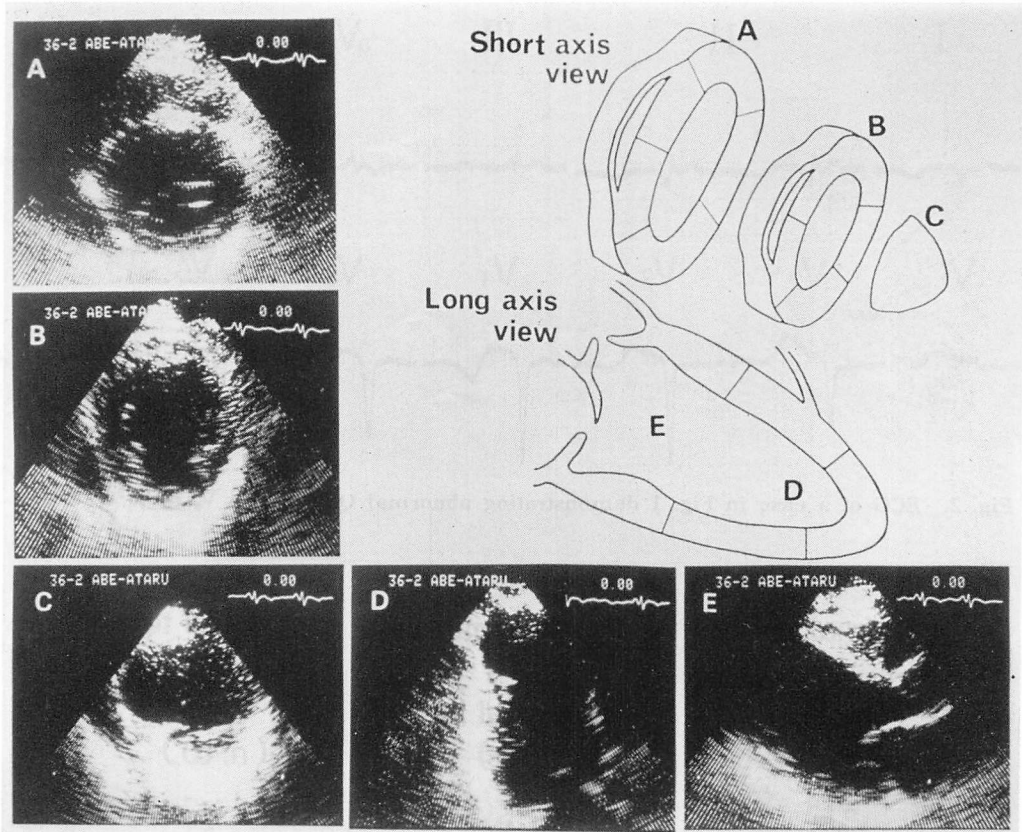 36-2 ABE-ATARU 0.00
A
Short axis
view
A
B
C
36-2 ABE-ATA 0.00
B
Long axis
view
E
D
36-2 ABE-ATARU 0.00
C
36-2 ABE-ATARU 0.00
D
36-2 ABE-ATARU 0.00
E